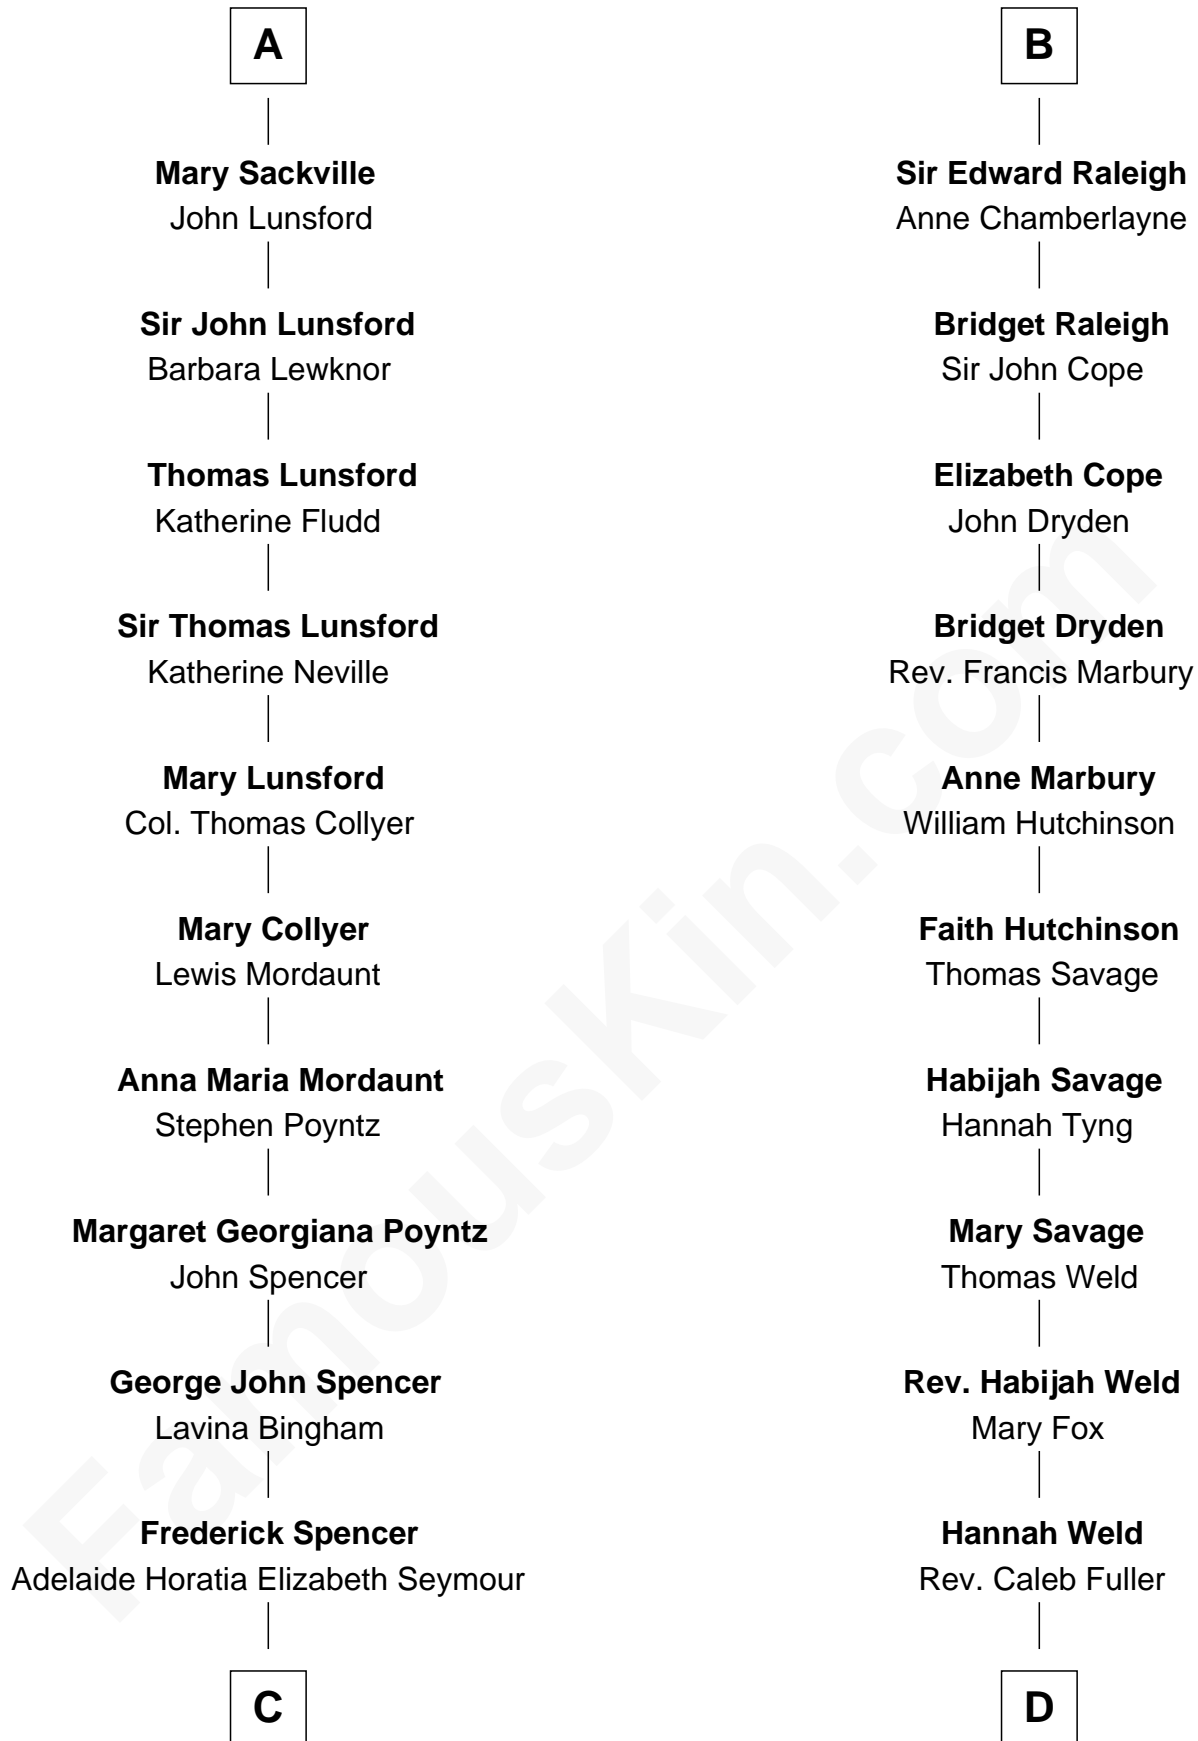 A
Mary Sackville
John Lunsford
Sir John Lunsford
Barbara Lewknor
Thomas Lunsford
Katherine Fludd
Sir Thomas Lunsford
Katherine Neville
Mary Lunsford
Col. Thomas Collyer
Mary Collyer
Lewis Mordaunt
Anna Maria Mordaunt
Stephen Poyntz
Margaret Georgiana Poyntz
John Spencer
George John Spencer
Lavina Bingham
Frederick Spencer
Adelaide Horatia Elizabeth Seymour
C
B
Sir Edward Raleigh
Anne Chamberlayne
Bridget Raleigh
Sir John Cope
Elizabeth Cope
John Dryden
Bridget Dryden
Rev. Francis Marbury
Anne Marbury
William Hutchinson
Faith Hutchinson
Thomas Savage
Habijah Savage
Hannah Tyng
Mary Savage
Thomas Weld
Rev. Habijah Weld
Mary Fox
Hannah Weld
Rev. Caleb Fuller
D
FamousKin.com